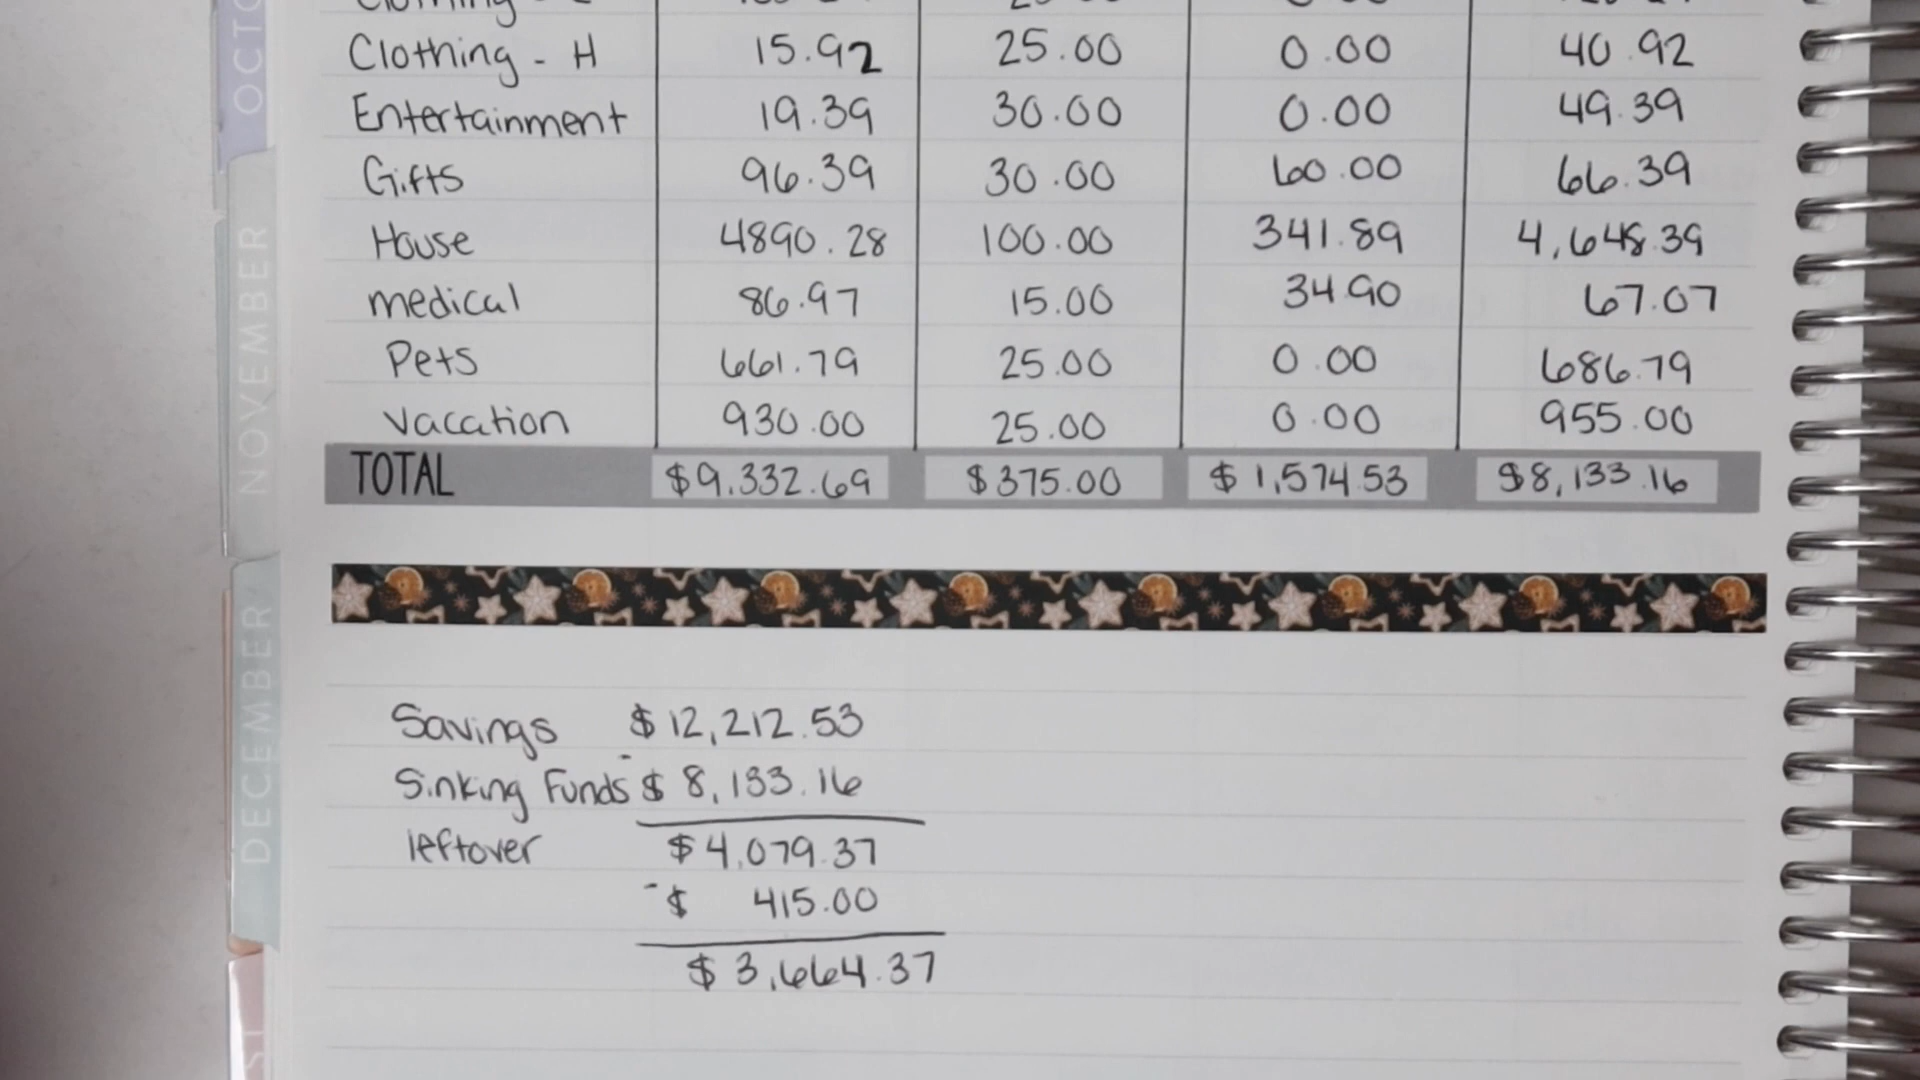 Clothing - H 15.92 25.00 0.00 40.92
Entertainment 19.39 30.00 0.00 49.39
Gifts 96.39 30.00 60.00 66.39
House 4890.28 100.00 341.89 4,648.39
medical 86.97 15.00 34.90 67.07
Pets 661.79 25.00 0.00 686.79
Vacation 930.00 25.00 0.00 955.00
TOTAL $9,332.69 $375.00 $1,574.53 $8,133.16
Savings $12,212.53
- Sinking Funds $8,133.16
leftover $4,079.37
- $ 415.00
$3,664.37
NOVEMBER
DECEMBER